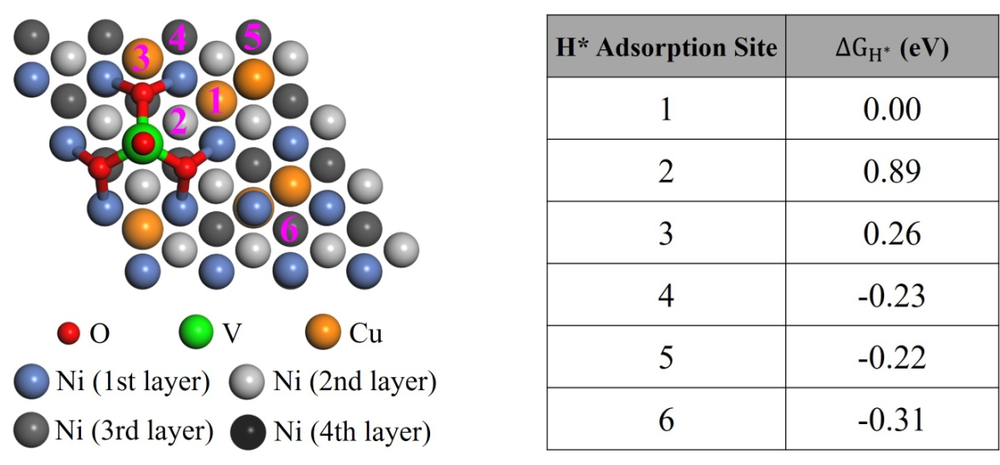 4
5
3
1
2
6
O
V
Cu
Ni (1st layer)
Ni (2nd layer)
Ni (3rd layer)
Ni (4th layer)
H* Adsorption Site ΔG_H* (eV)
1 0.00
2 0.89
3 0.26
4 -0.23
5 -0.22
6 -0.31